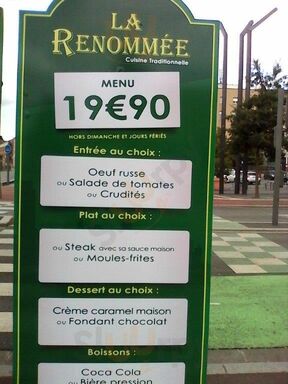 LA
RENOMMÉE
Cuisine Traditionnelle
MENU
19€90
HORS DIMANCHE ET JOURS FÉRIÉS
Entrée au choix :
Oeuf russe
ou Salade de tomates
ou Crudités
Plat au choix :
ou Steak avec sa sauce maison
ou Moules-frites
Dessert au choix :
Crème caramel maison
ou Fondant chocolat
Boissons :
Coca Cola
ou Bière pression